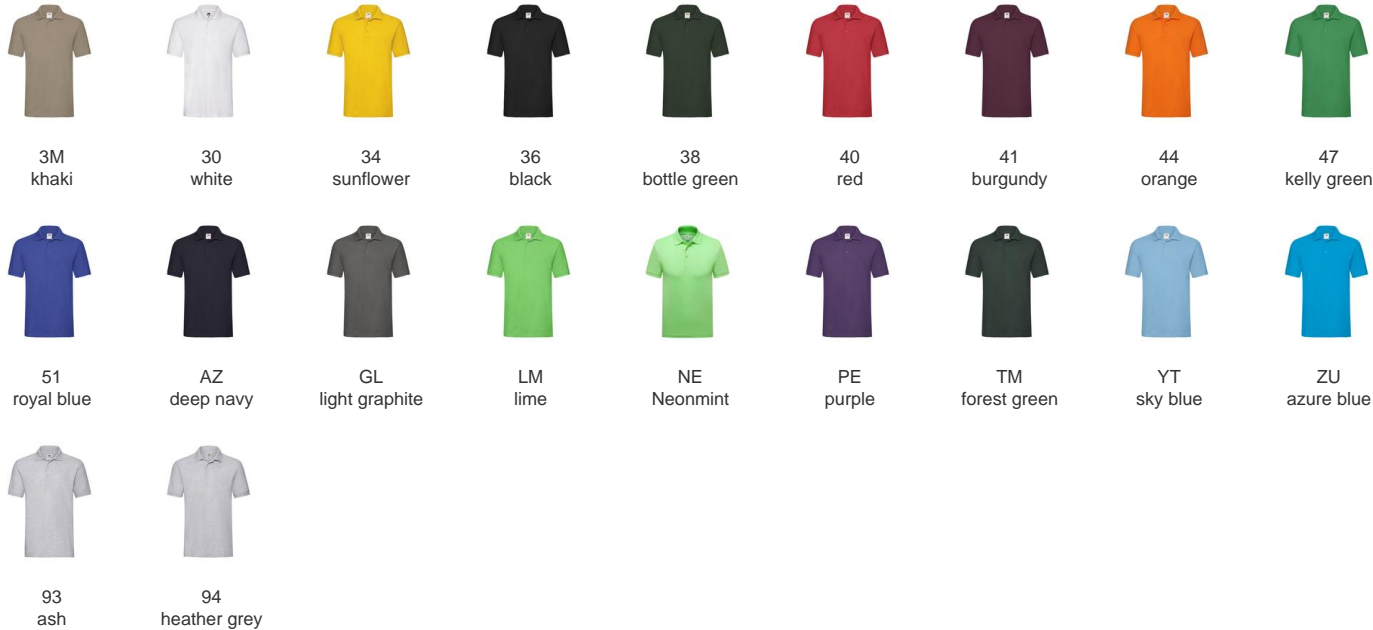 3M
khaki
30
white
34
sunflower
36
black
38
bottle green
40
red
41
burgundy
44
orange
47
kelly green
51
royal blue
AZ
deep navy
GL
light graphite
LM
lime
NE
Neonmint
PE
purple
TM
forest green
YT
sky blue
ZU
azure blue
93
ash
94
heather grey